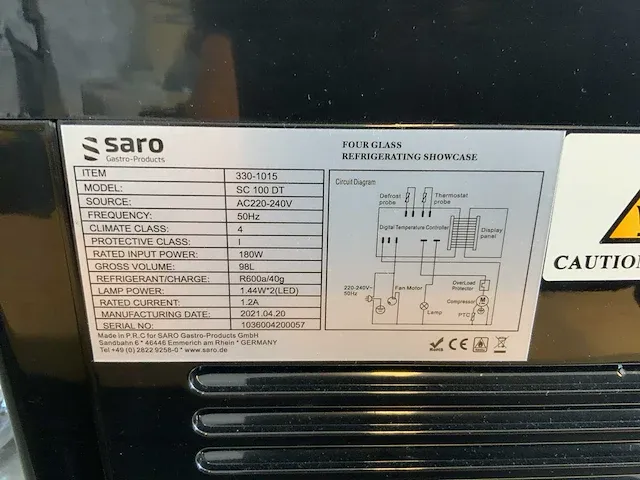 saro
Gastro-Products
FOUR GLASS
REFRIGERATING SHOWCASE
ITEM 330-1015
MODEL: SC 100 DT
SOURCE: AC220-240V
FREQUENCY: 50Hz
CLIMATE CLASS: 4
PROTECTIVE CLASS: I
RATED INPUT POWER: 180W
GROSS VOLUME: 98L
REFRIGERANT/CHARGE: R600a/40g
LAMP POWER: 1.44W*2(LED)
RATED CURRENT: 1.2A
MANUFACTURING DATE: 2021.04.20
SERIAL NO: 1036004200057
Made in P.R.C for SARO Gastro-Products GmbH
Sandbahn 6 * 46446 Emmerich am Rhein * GERMANY
Tel +49 (0) 2822 9258-0 * www.saro.de
Circuit Diagram
Defrost probe
Thermostat probe
Digital Temperature Controller
Display panel
220-240V~
50Hz
Fan Motor
Lamp
OverLoad Protector
Compressor
M
PTC
RoHS
CE
CAUTION